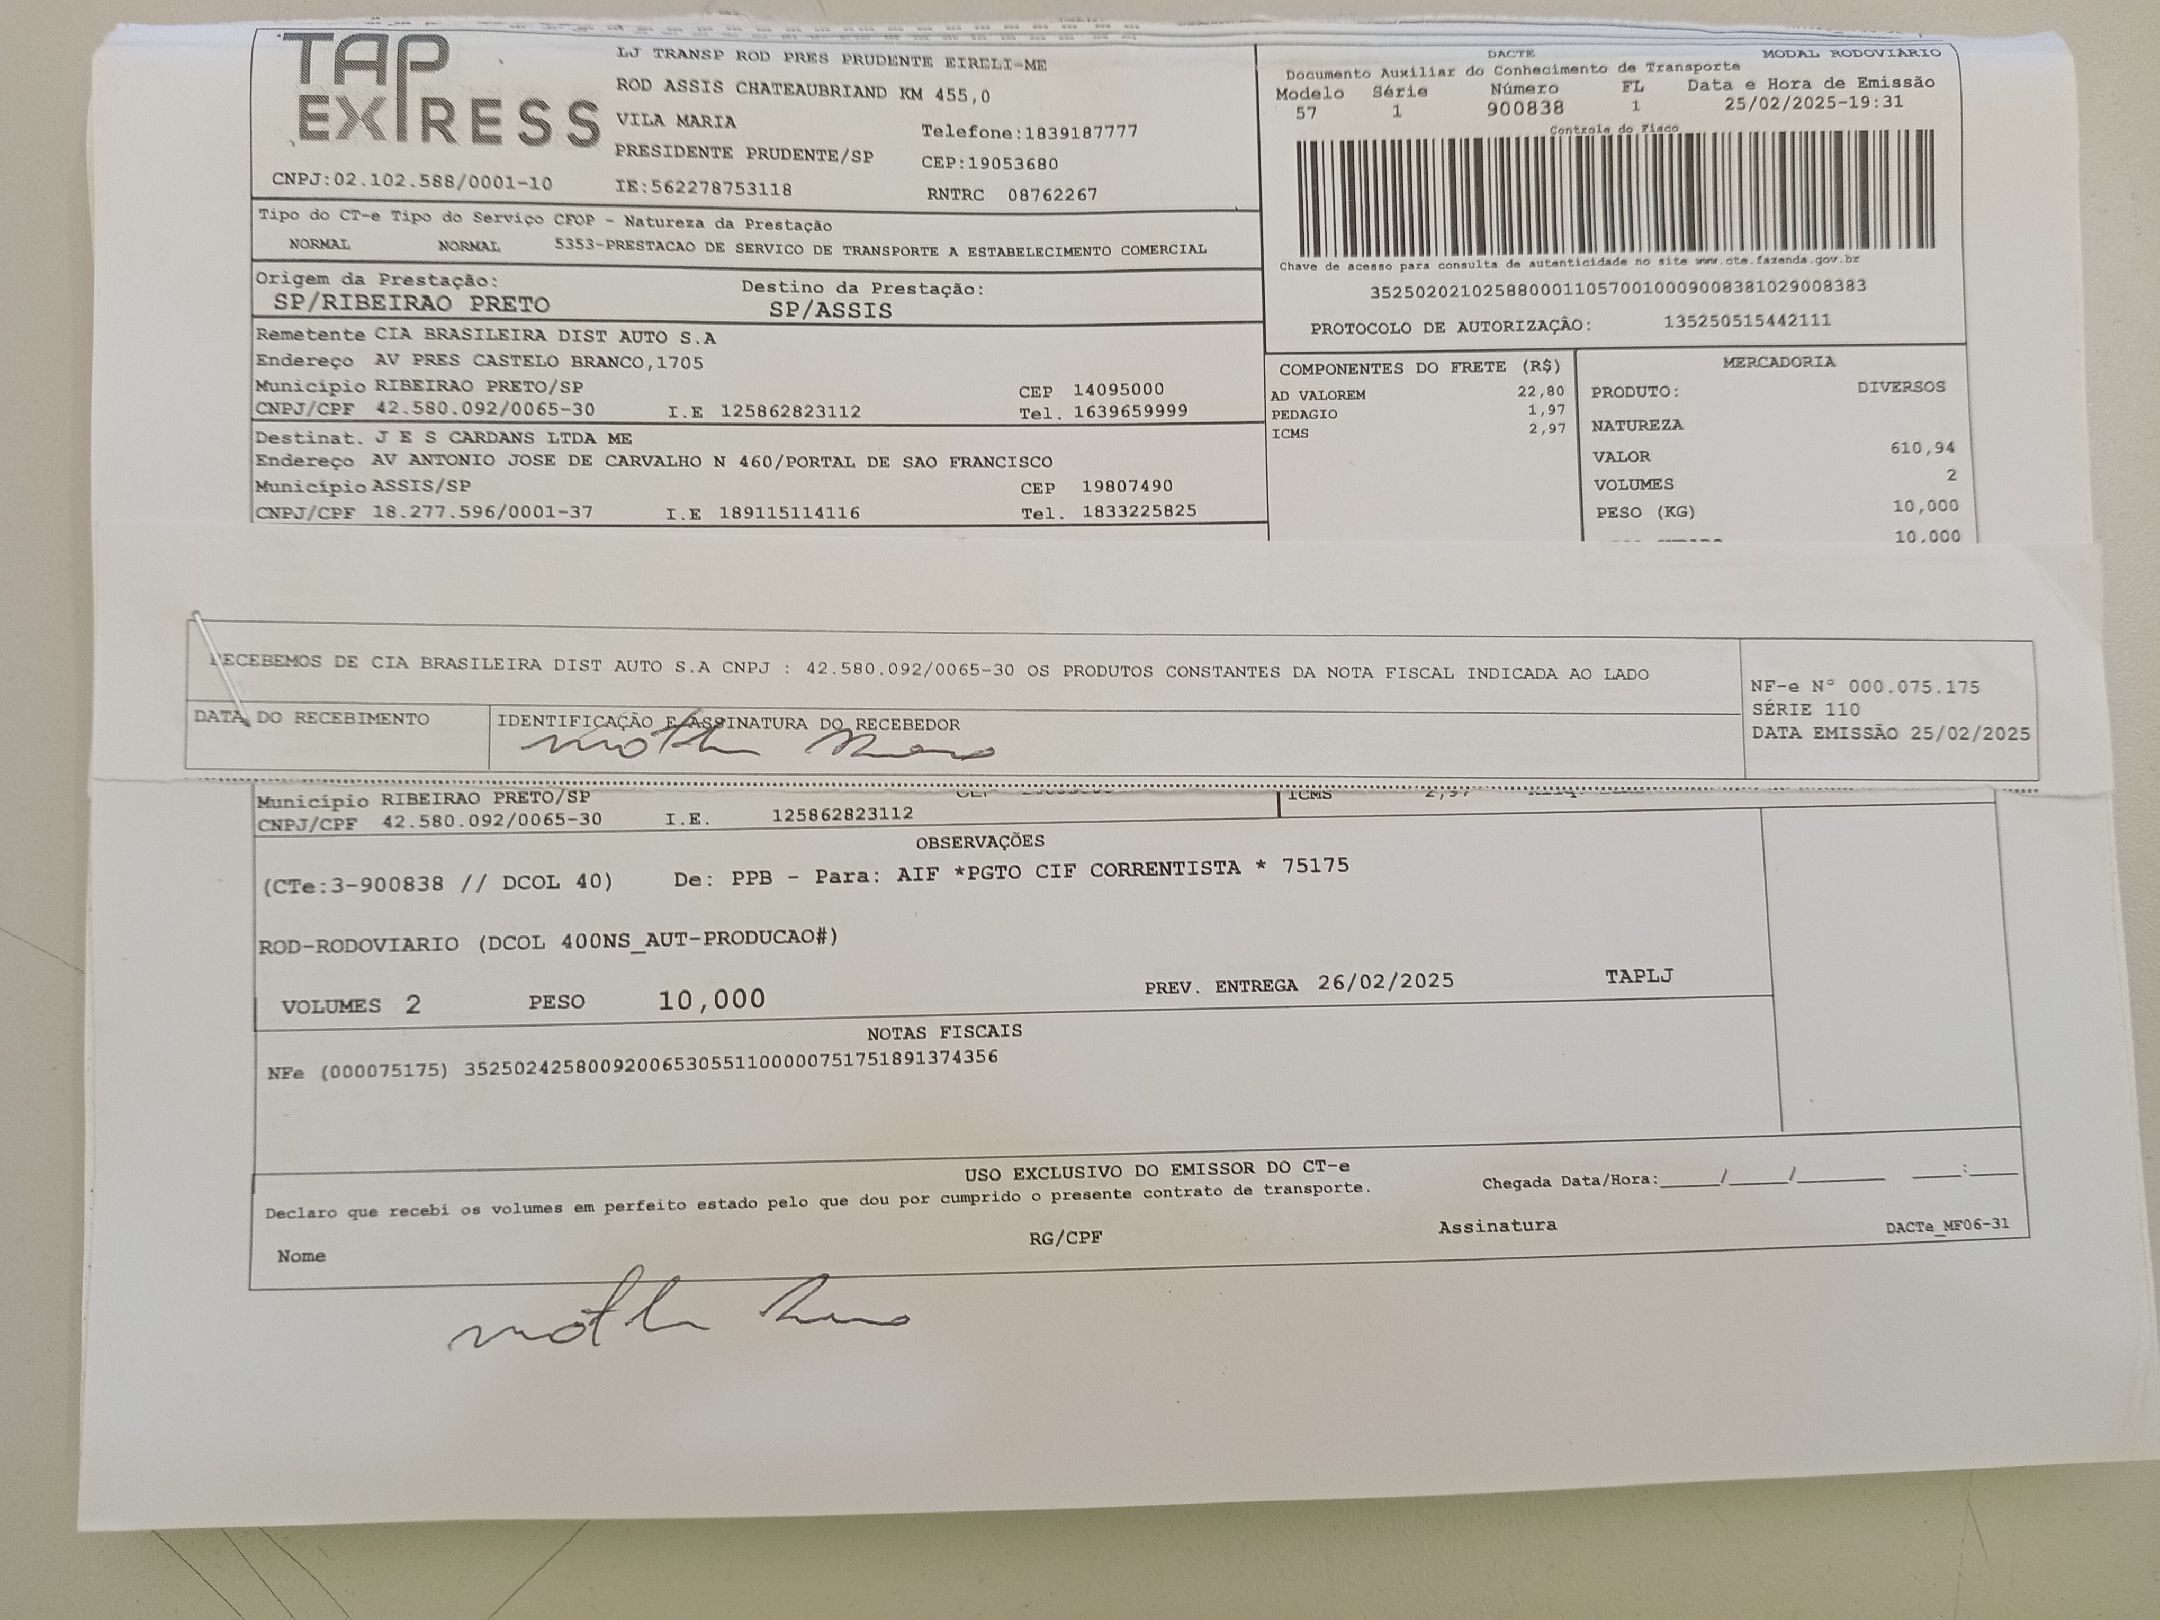 TAP
EXPRESS
LJ TRANSP ROD PRES PRUDENTE EIRELI-ME
ROD ASSIS CHATEAUBRIAND KM 455,0
VILA MARIA Telefone:1839187777
PRESIDENTE PRUDENTE/SP CEP:19053680
CNPJ:02.102.588/0001-10 IE:562278753118 RNTRC 08762267
DACTE MODAL RODOVIÁRIO
Documento Auxiliar do Conhecimento de Transporte
Modelo Série Número FL Data e Hora de Emissão
57 1 900838 1 25/02/2025-19:31
Controle do Fisco
Chave de acesso para consulta de autenticidade no site www.cte.fazenda.gov.br
35250202102588000110570010009008381029008383
PROTOCOLO DE AUTORIZAÇÃO: 135250515442111
Tipo do CT-e Tipo do Serviço CFOP - Natureza da Prestação
NORMAL NORMAL 5353-PRESTACAO DE SERVICO DE TRANSPORTE A ESTABELECIMENTO COMERCIAL
Origem da Prestação: Destino da Prestação:
SP/RIBEIRAO PRETO SP/ASSIS
Remetente CIA BRASILEIRA DIST AUTO S.A
Endereço AV PRES CASTELO BRANCO,1705
Município RIBEIRAO PRETO/SP CEP 14095000
CNPJ/CPF 42.580.092/0065-30 I.E 125862823112 Tel. 1639659999
Destinat. J E S CARDANS LTDA ME
Endereço AV ANTONIO JOSE DE CARVALHO N 460/PORTAL DE SAO FRANCISCO
Município ASSIS/SP CEP 19807490
CNPJ/CPF 18.277.596/0001-37 I.E 189115114116 Tel. 1833225825
COMPONENTES DO FRETE (R$)
AD VALOREM 22,80
PEDAGIO 1,97
ICMS 2,97
MERCADORIA
PRODUTO: DIVERSOS
NATUREZA
VALOR 610,94
VOLUMES 2
PESO (KG) 10,000
10,000
RECEBEMOS DE CIA BRASILEIRA DIST AUTO S.A CNPJ : 42.580.092/0065-30 OS PRODUTOS CONSTANTES DA NOTA FISCAL INDICADA AO LADO
DATA DO RECEBIMENTO IDENTIFICAÇÃO E ASSINATURA DO RECEBEDOR
NF-e Nº 000.075.175
SÉRIE 110
DATA EMISSÃO 25/02/2025
Município RIBEIRAO PRETO/SP
CNPJ/CPF 42.580.092/0065-30 I.E. 125862823112
ICMS 2,97
OBSERVAÇÕES
(CTe:3-900838 // DCOL 40) De: PPB - Para: AIF *PGTO CIF CORRENTISTA * 75175
ROD-RODOVIARIO (DCOL 400NS_AUT-PRODUCAO#)
VOLUMES 2 PESO 10,000 PREV. ENTREGA 26/02/2025 TAPLJ
NOTAS FISCAIS
NFe (000075175) 35250242580092006530551100000751751891374356
USO EXCLUSIVO DO EMISSOR DO CT-e
Declaro que recebi os volumes em perfeito estado pelo que dou por cumprido o presente contrato de transporte.
Chegada Data/Hora:_____/_____/_______ ____:____
Nome RG/CPF Assinatura DACTe_MF06-31